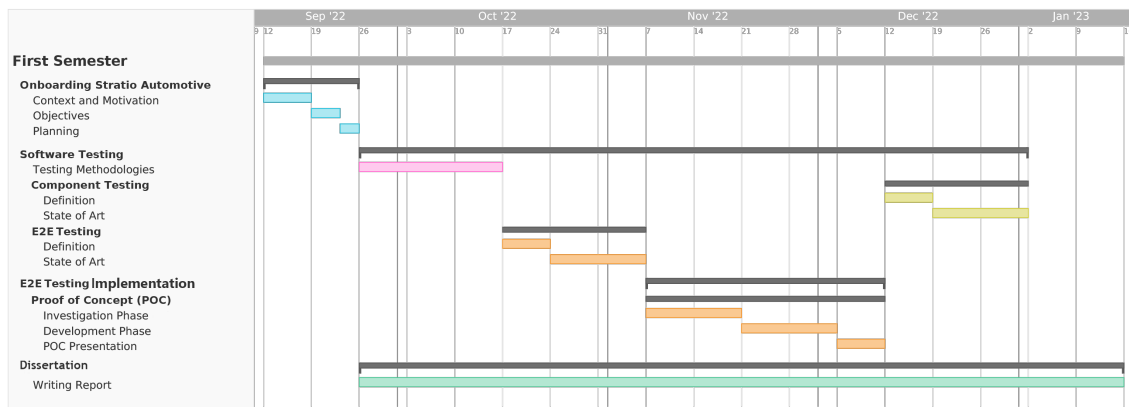 Sep '22 Oct '22 Nov '22 Dec '22 Jan '23
9 12 19 26 3 10 17 24 31 7 14 21 28 5 12 19 26 2 9 1
First Semester
Onboarding Stratio Automotive
Context and Motivation
Objectives
Planning
Software Testing
Testing Methodologies
Component Testing
Definition
State of Art
E2E Testing
Definition
State of Art
E2E Testing Implementation
Proof of Concept (POC)
Investigation Phase
Development Phase
POC Presentation
Dissertation
Writing Report